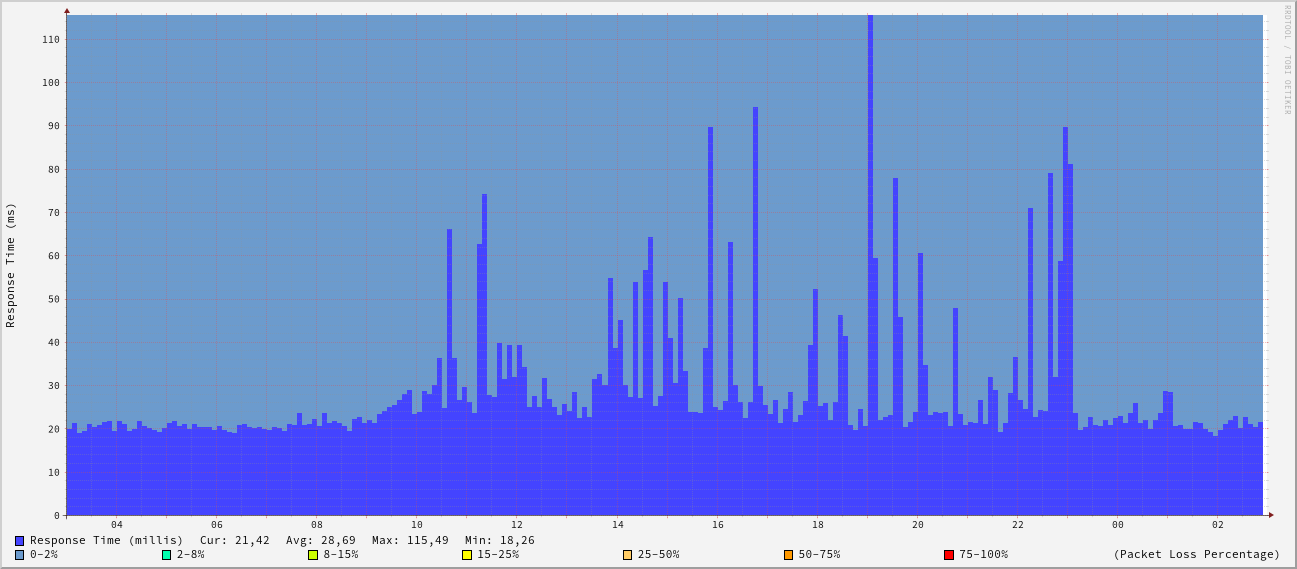 RRDTOOL / TOBI OETIKER
Response Time (ms)
110
100
90
80
70
60
50
40
30
20
10
0
04 06 08 10 12 14 16 18 20 22 00 02
Response Time (millis) Cur: 21,42 Avg: 28,69 Max: 115,49 Min: 18,26
0-2% 2-8% 8-15% 15-25% 25-50% 50-75% 75-100% (Packet Loss Percentage)